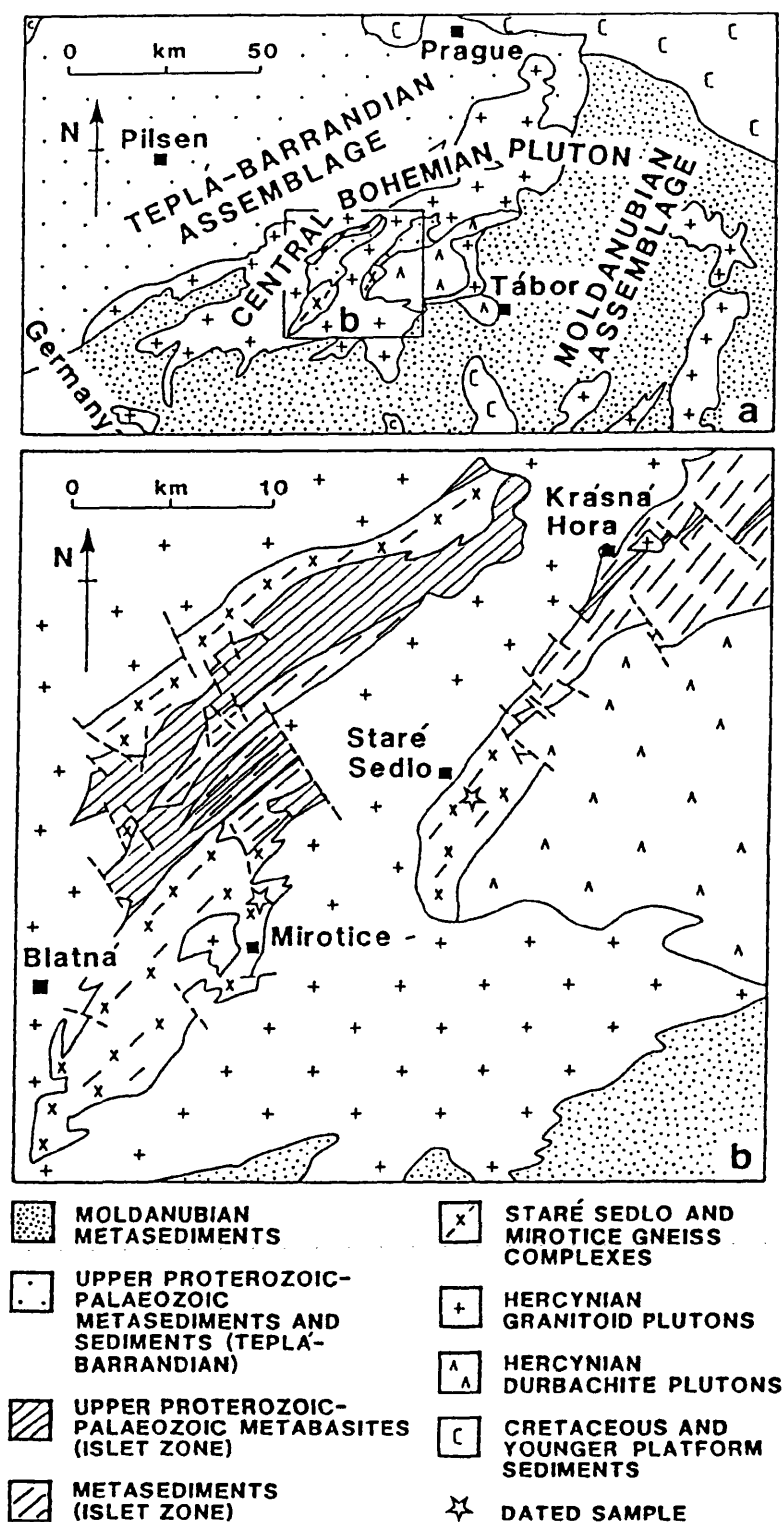 0 km 50
Prague
N
Pilsen
TEPLÁ-BARRANDIAN
ASSEMBLAGE
CENTRAL BOHEMIAN PLUTON
MOLDANUBIAN
ASSEMBLAGE
Tábor
b
Germany
a
0 km 10
N
Krásná
Hora
Staré
Sedlo
Mirotice
Blatná
b
MOLDANUBIAN
METASEDIMENTS
UPPER PROTEROZOIC-
PALAEOZOIC
METASEDIMENTS AND
SEDIMENTS (TEPLÁ-
BARRANDIAN)
UPPER PROTEROZOIC-
PALAEOZOIC METABASITES
(ISLET ZONE)
METASEDIMENTS
(ISLET ZONE)
STARÉ SEDLO AND
MIROTICE GNEISS
COMPLEXES
HERCYNIAN
GRANITOID PLUTONS
HERCYNIAN
DURBACHITE PLUTONS
C CRETACEOUS AND
YOUNGER PLATFORM
SEDIMENTS
DATED SAMPLE